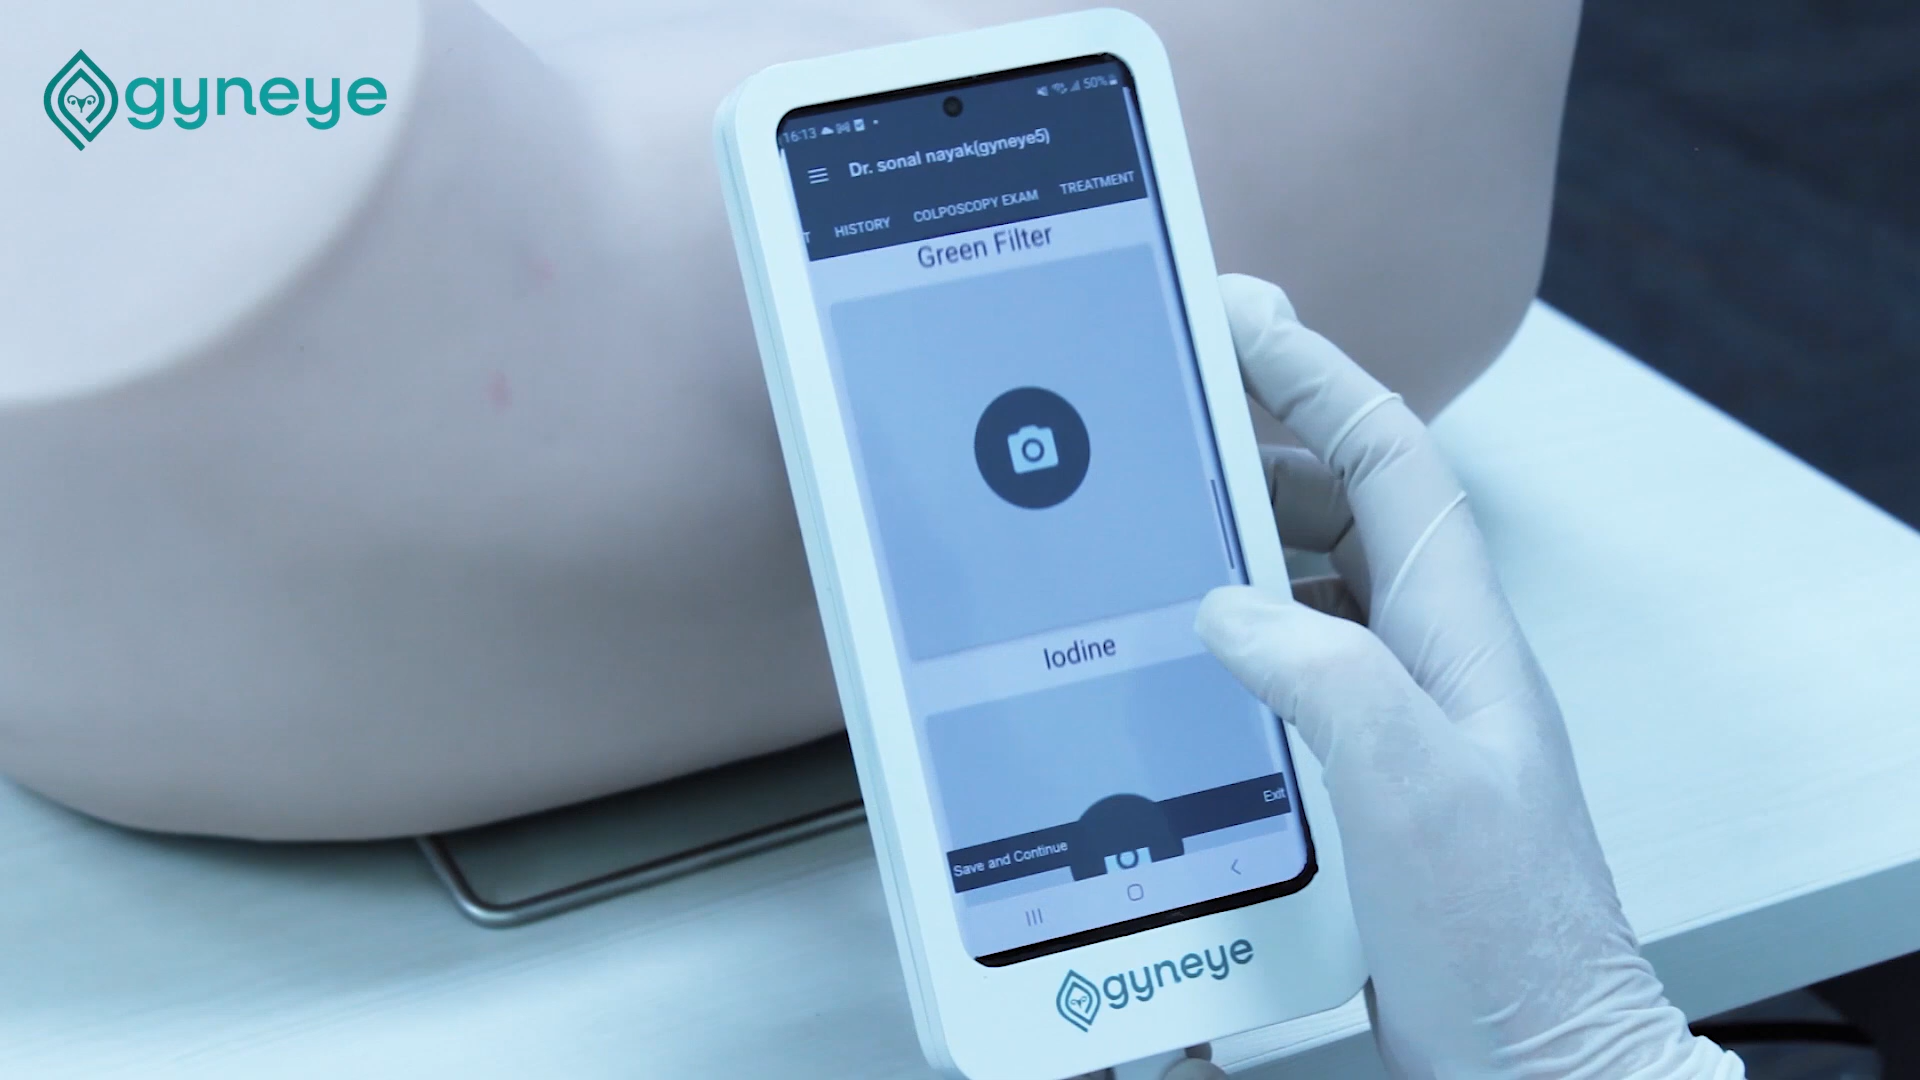 gyneye
16:13
50%
Dr. sonal nayak(gyneye5)
T HISTORY COLPOSCOPY EXAM TREATMENT
Green Filter
Iodine
Save and Continue Exit
gyneye